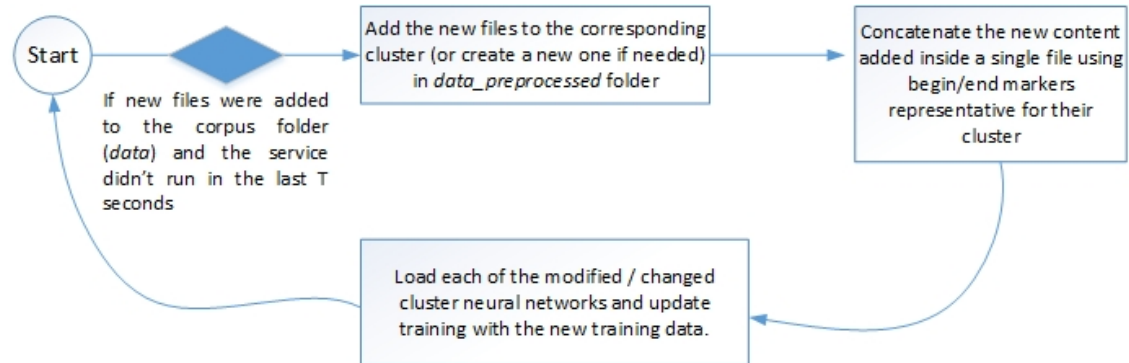 Start
If new files were added
to the corpus folder
(data) and the service
didn't run in the last T
seconds
Add the new files to the corresponding
cluster (or create a new one if needed)
in data_preprocessed folder
Concatenate the new content
added inside a single file using
begin/end markers
representative for their
cluster
Load each of the modified / changed
cluster neural networks and update
training with the new training data.